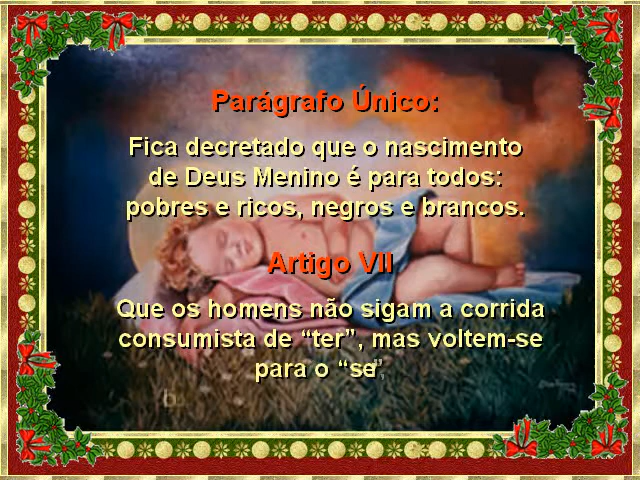 Parágrafo Único:
Fica decretado que o nascimento
de Deus Menino é para todos:
pobres e ricos, negros e brancos.
Artigo VII
Que os homens não sigam a corrida
consumista de “ter”, mas voltem-se
para o “se”,